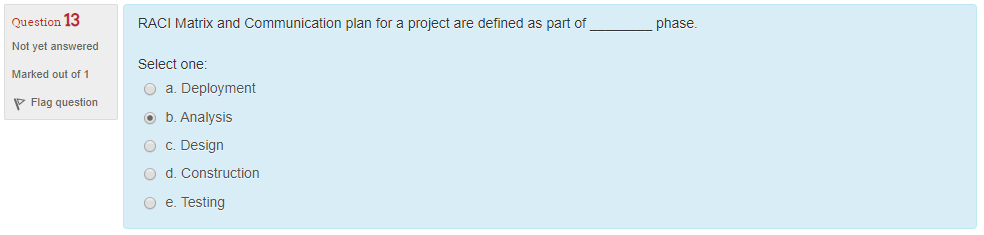 Question 13
Not yet answered
Marked out of 1
Flag question
RACI Matrix and Communication plan for a project are defined as part of ________ phase.
Select one:
a. Deployment
b. Analysis
c. Design
d. Construction
e. Testing